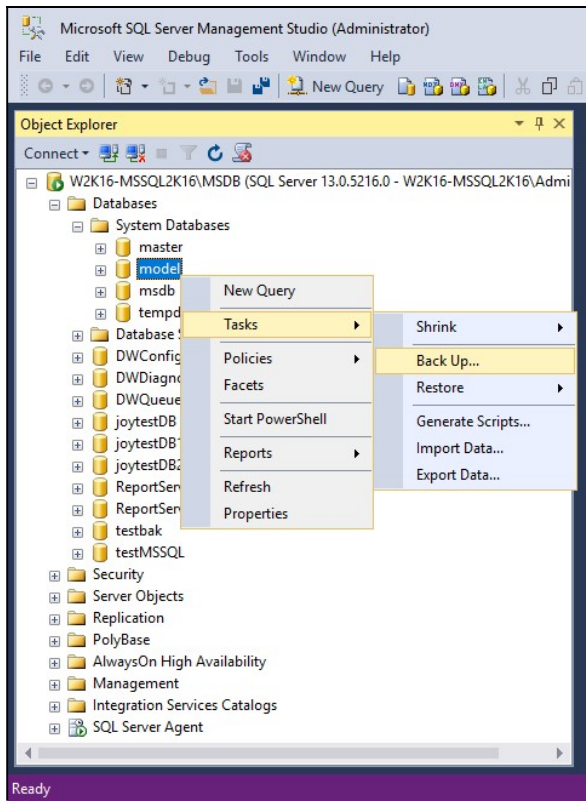 Microsoft SQL Server Management Studio (Administrator)
File Edit View Debug Tools Window Help
New Query
Object Explorer
Connect
W2K16-MSSQL2K16\MSDB (SQL Server 13.0.5216.0 - W2K16-MSSQL2K16\Admi
Databases
System Databases
master
model
msdb
tempd
Database S
DWConfig
DWDiagno
DWQueue
joytestDB
joytestDB1
joytestDB2
ReportSer
ReportSer
testbak
testMSSQL
Security
Server Objects
Replication
PolyBase
AlwaysOn High Availability
Management
Integration Services Catalogs
SQL Server Agent
New Query
Tasks
Policies
Facets
Start PowerShell
Reports
Refresh
Properties
Shrink
Back Up...
Restore
Generate Scripts...
Import Data...
Export Data...
Ready